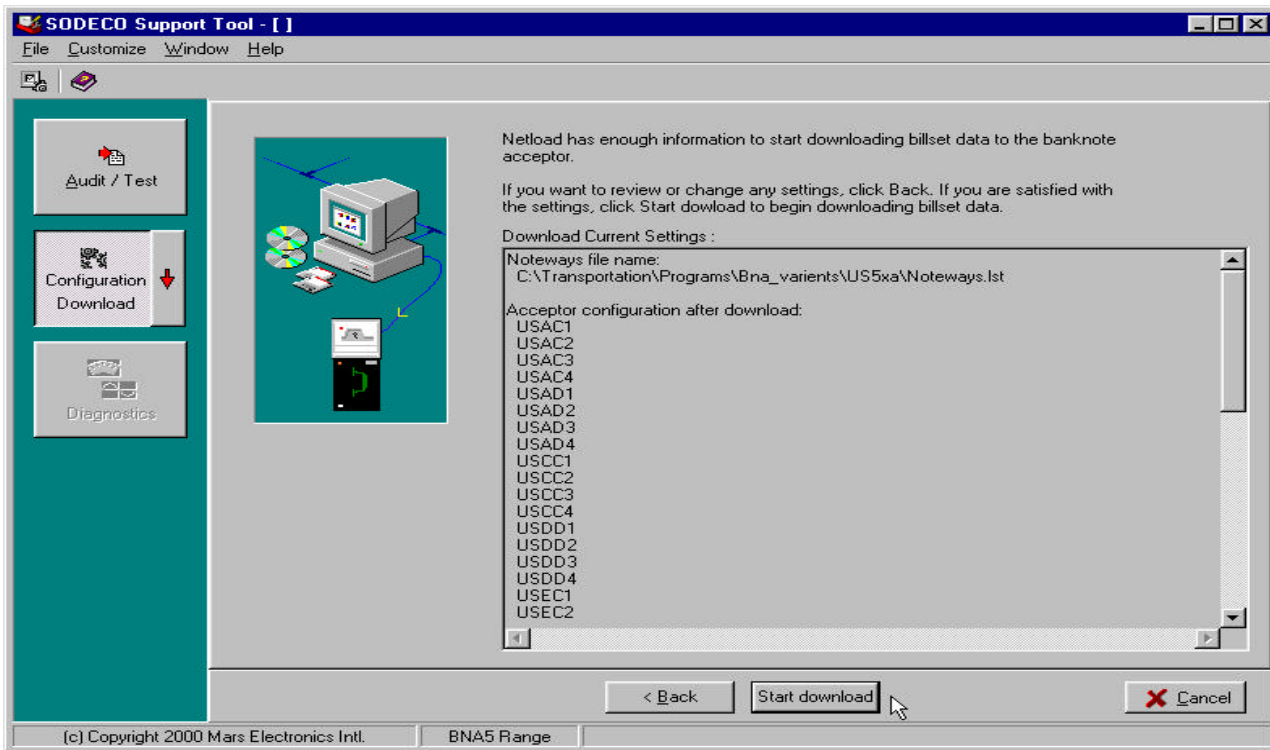 SODECO Support Tool - [ ]
File Customize Window Help
Audit / Test
Configuration
Download
Diagnostics
Netload has enough information to start downloading billset data to the banknote
acceptor.
If you want to review or change any settings, click Back. If you are satisfied with
the settings, click Start dowload to begin downloading billset data.
Download Current Settings :
Noteways file name:
C:\Transportation\Programs\Bna_varients\US5xa\Noteways.lst
Acceptor configuration after download:
USAC1
USAC2
USAC3
USAC4
USAD1
USAD2
USAD3
USAD4
USCC1
USCC2
USCC3
USCC4
USDD1
USDD2
USDD3
USDD4
USEC1
USEC2
< Back
Start download
Cancel
(c) Copyright 2000 Mars Electronics Intl.
BNA5 Range